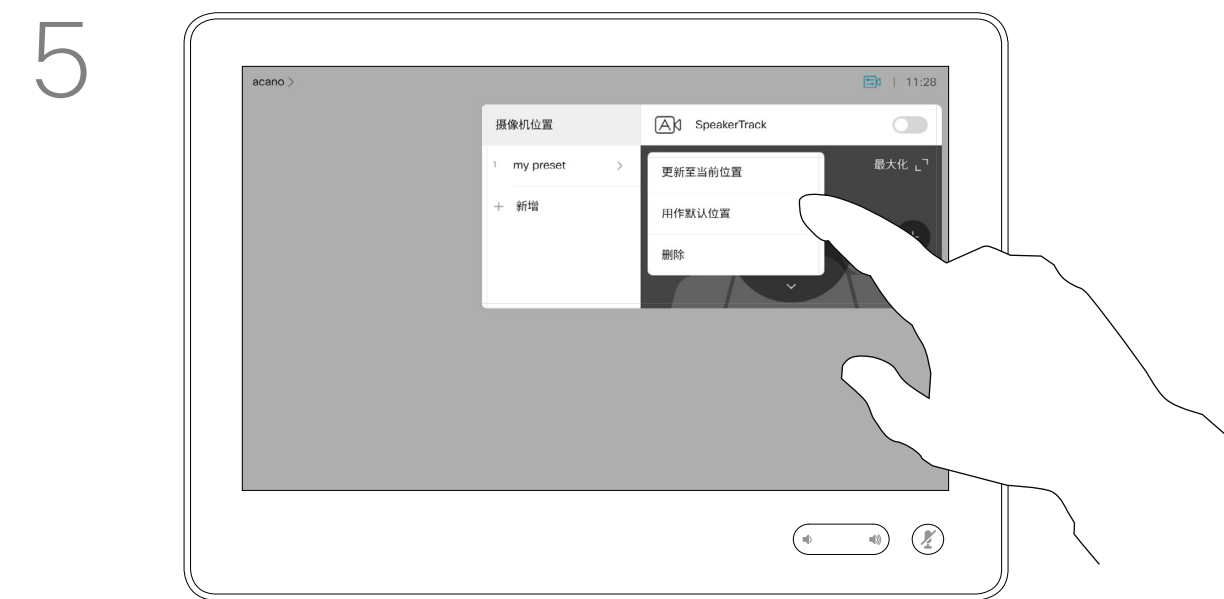 5
acano >
11:28
摄像机位置
SpeakerTrack
1 my preset >
更新至当前位置
最大化
+ 新增
用作默认位置
删除